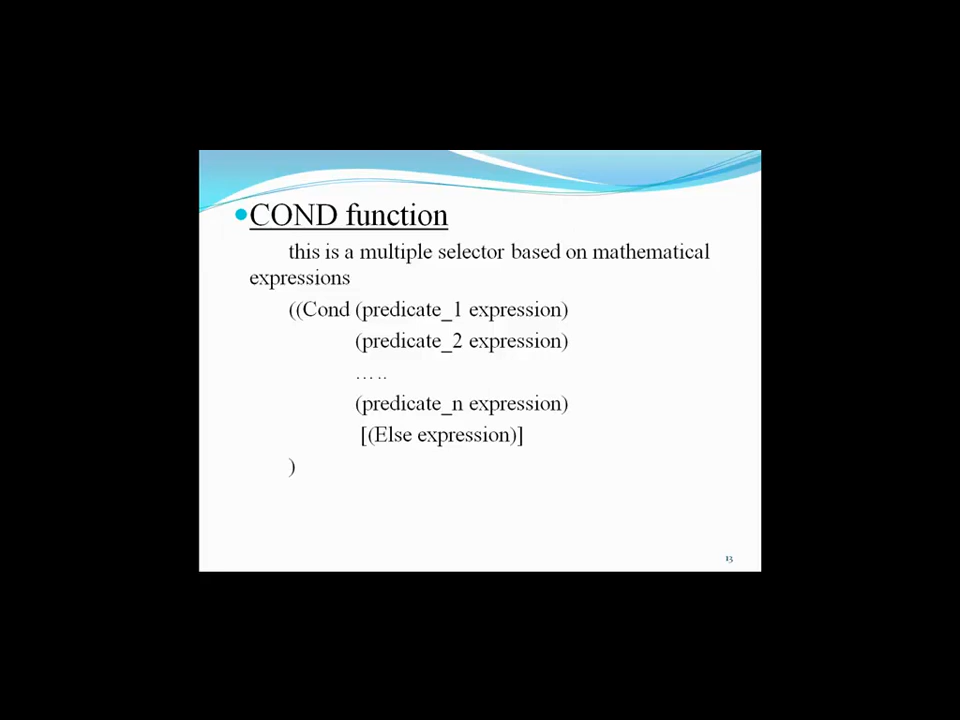 •COND function
this is a multiple selector based on mathematical
expressions
((Cond (predicate_1 expression)
(predicate_2 expression)
…..
(predicate_n expression)
[(Else expression)]
)
13